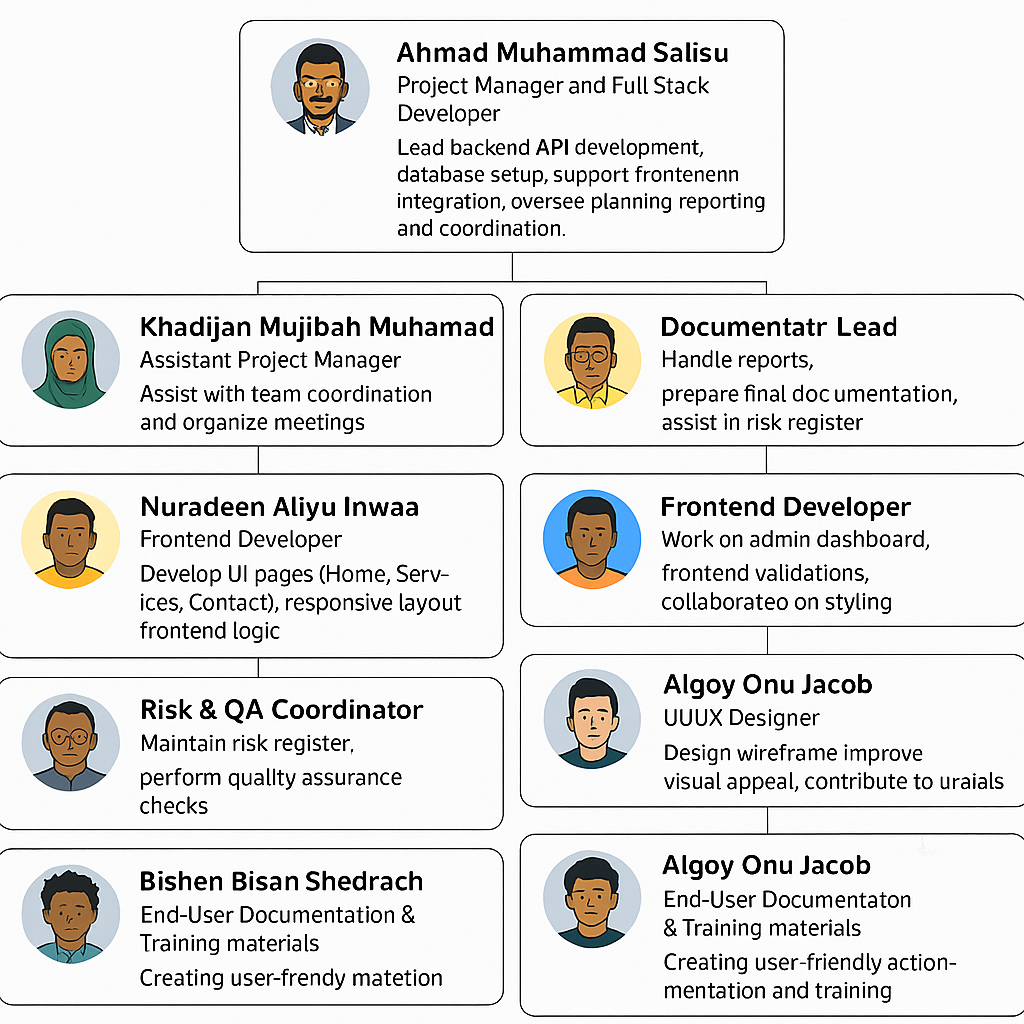 Ahmad Muhammad Salisu
Project Manager and Full Stack
Developer
Lead backend API development,
database setup, support frontenenn
integration, oversee planning reporting
and coordination.
Khadijan Mujibah Muhamad
Assistant Project Manager
Assist with team coordination
and organize meetings
Documentatr Lead
Handle reports,
prepare final doc umentation,
assist in risk register
Nuradeen Aliyu Inwaa
Frontend Developer
Develop UI pages (Home, Serv-
ices, Contact), responsive layout
frontend logic
Frontend Developer
Work on admin dashboard,
frontend validations,
collaborateo on styling
Risk & QA Coordinator
Maintain risk register,
perform quallty assurance
checks
Algoy Onu Jacob
UUUX Designer
Design wireframe improve
visual appeal, contribute to uraials
Bishen Bisan Shedrach
End-User Documentation &
Training materials
Creating user-frendy matetion
Algoy Onu Jacob
End-User Documentaton
& Training materials
Creating user-friendly action-
mentation and training